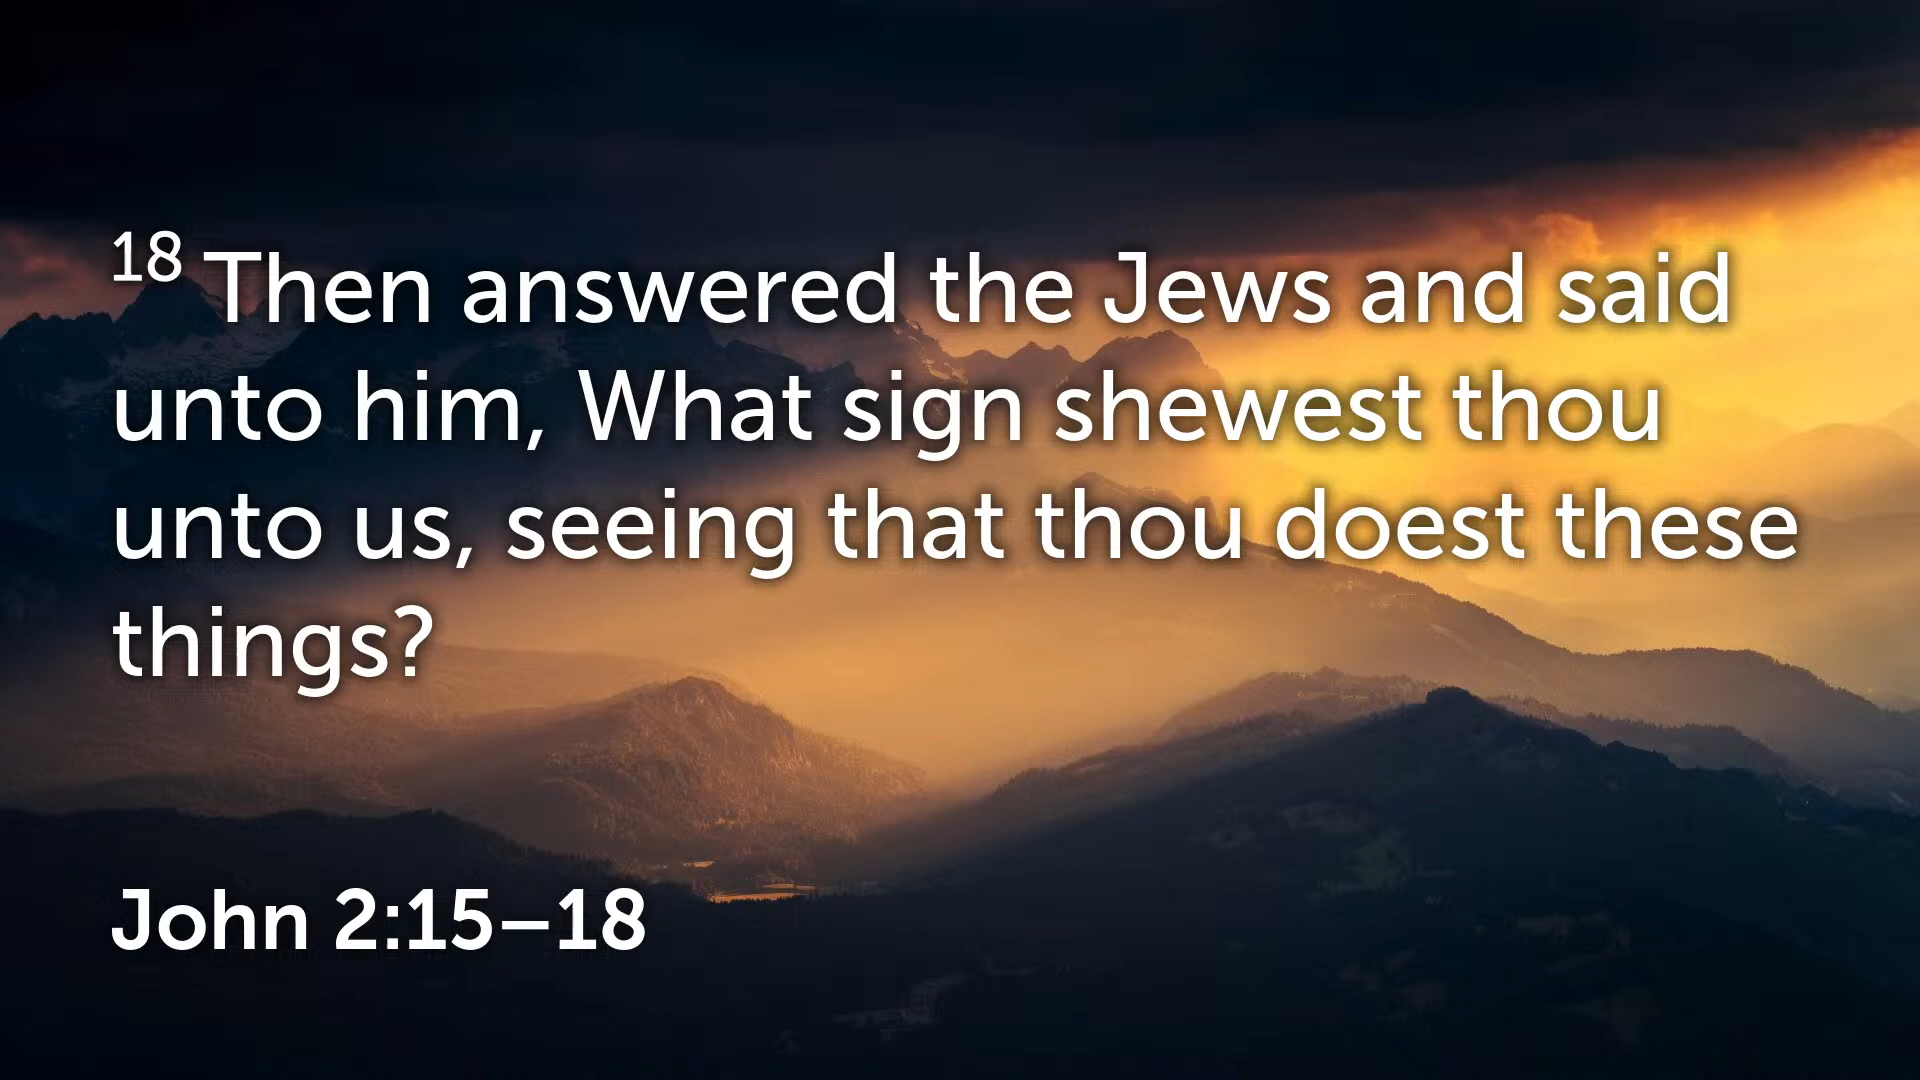 18 Then answered the Jews and said
unto him, What sign shewest thou
unto us, seeing that thou doest these
things?
John 2:15–18